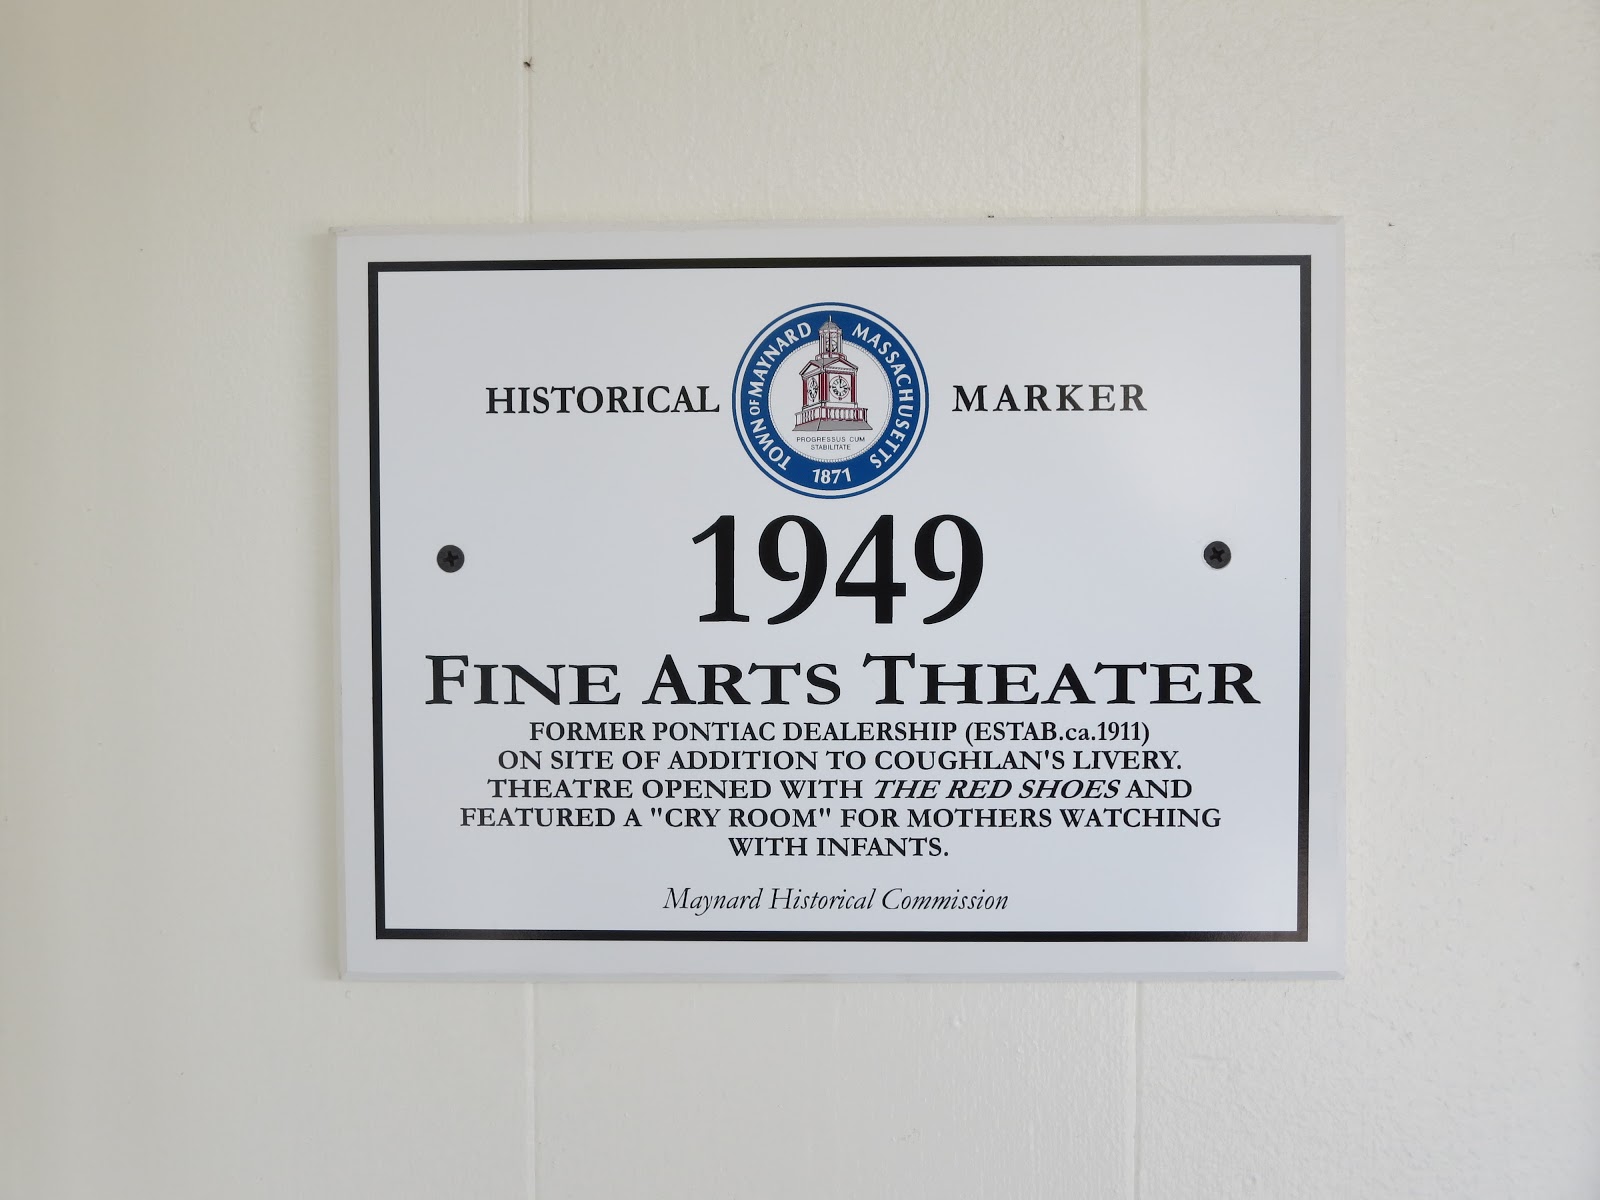 HISTORICAL MARKER
TOWN OF MAYNARD MASSACHUSETTS
PROGRESSUS CUM
STABILITATE
1871
1949
FINE ARTS THEATER
FORMER PONTIAC DEALERSHIP (ESTAB.ca.1911)
ON SITE OF ADDITION TO COUGHLAN'S LIVERY.
THEATRE OPENED WITH THE RED SHOES AND
FEATURED A "CRY ROOM" FOR MOTHERS WATCHING
WITH INFANTS.
Maynard Historical Commission